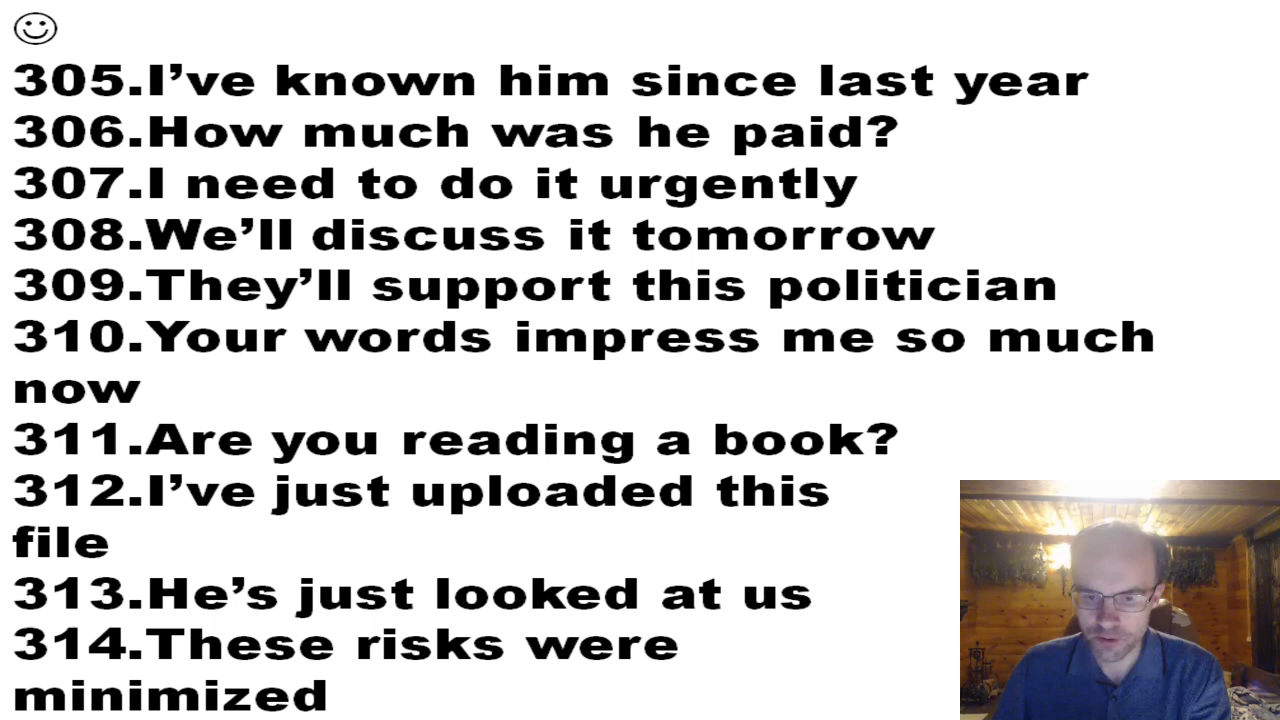 305.I’ve known him since last year
306.How much was he paid?
307.I need to do it urgently
308.We’ll discuss it tomorrow
309.They’ll support this politician
310.Your words impress me so much
now
311.Are you reading a book?
312.I’ve just uploaded this
file
313.He’s just looked at us
314.These risks were
minimized